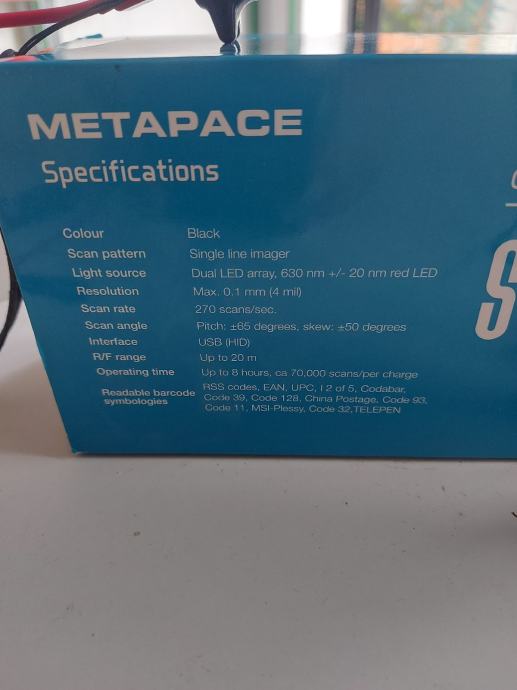 METAPACE
Specifications
Colour Black
Scan pattern Single line imager
Light source Dual LED array, 630 nm +/- 20 nm red LED
Resolution Max. 0.1 mm (4 mil)
Scan rate 270 scans/sec.
Scan angle Pitch: ±65 degrees, skew: ±50 degrees
Interface USB (HID)
R/F range Up to 20 m
Operating time Up to 8 hours, ca 70,000 scans/per charge
Readable barcode symbologies RSS codes, EAN, UPC, I 2 of 5, Codabar,
Code 39, Code 128, China Postage, Code 93,
Code 11, MSI-Plessy, Code 32,TELEPEN
S